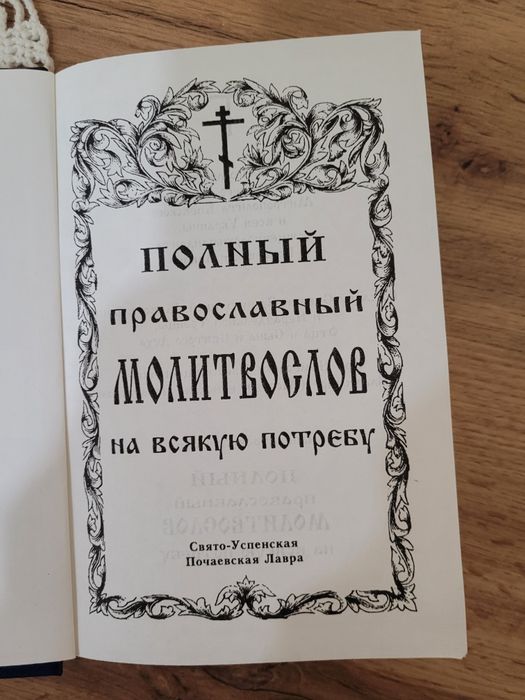 ПОЛНЫЙ
ПРАВОСЛАВНЫЙ
МОЛИТВОСЛОВ
НА ВСЯКУЮ ПОТРЕБУ
Свято-Успенская
Почаевская Лавра